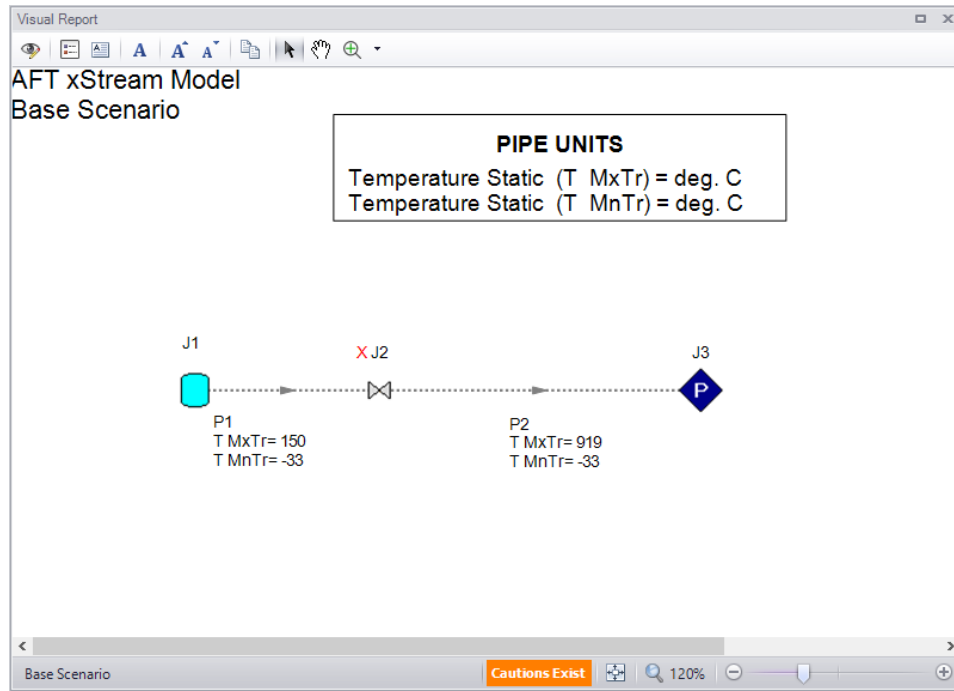 Visual Report
A A A
AFT xStream Model
Base Scenario
PIPE UNITS
Temperature Static (T MxTr) = deg. C
Temperature Static (T MnTr) = deg. C
J1
X J2
J3
P
P1
T MxTr= 150
T MnTr= -33
P2
T MxTr= 919
T MnTr= -33
Base Scenario
Cautions Exist
120%